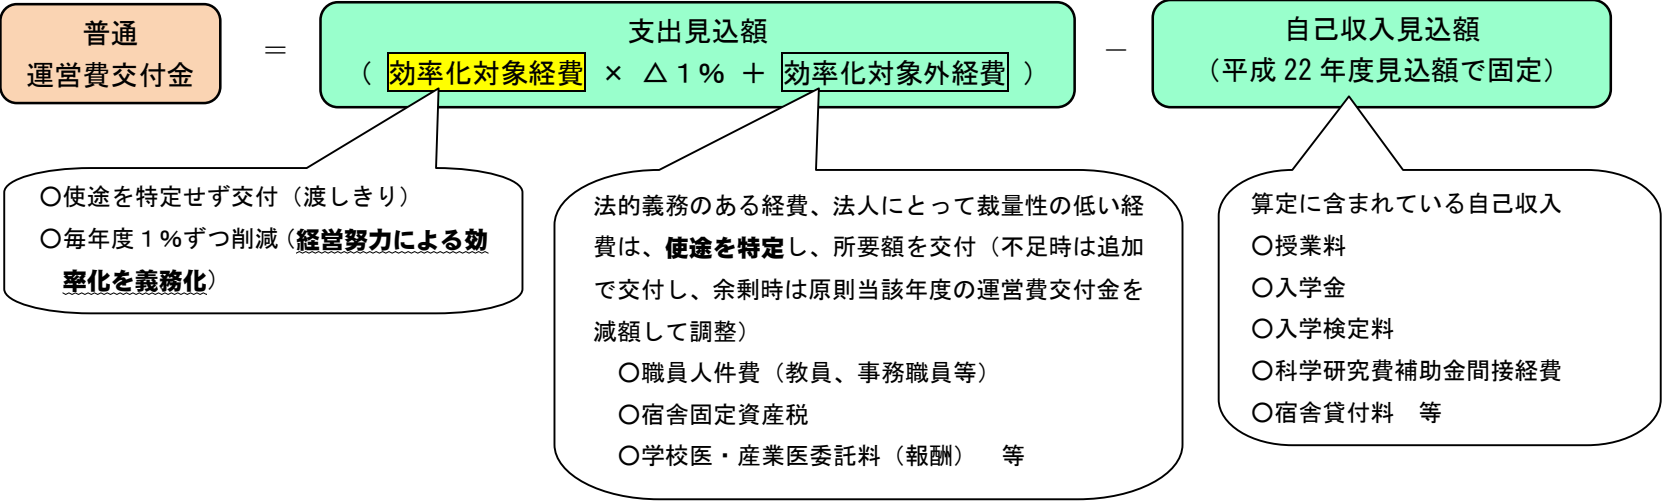 普通
運営費交付金
＝
支出見込額
（ 効率化対象経費 × △１％ ＋ 効率化対象外経費 ）
－
自己収入見込額
（平成 22 年度見込額で固定）
○使途を特定せず交付（渡しきり）
○毎年度１％ずつ削減（経営努力による効
率化を義務化）
法的義務のある経費、法人にとって裁量性の低い経
費は、使途を特定し、所要額を交付（不足時は追加
で交付し、余剰時は原則当該年度の運営費交付金を
減額して調整）
○職員人件費（教員、事務職員等）
○宿舎固定資産税
○学校医・産業医委託料（報酬）　等
算定に含まれている自己収入
○授業料
○入学金
○入学検定料
○科学研究費補助金間接経費
○宿舎貸付料　等